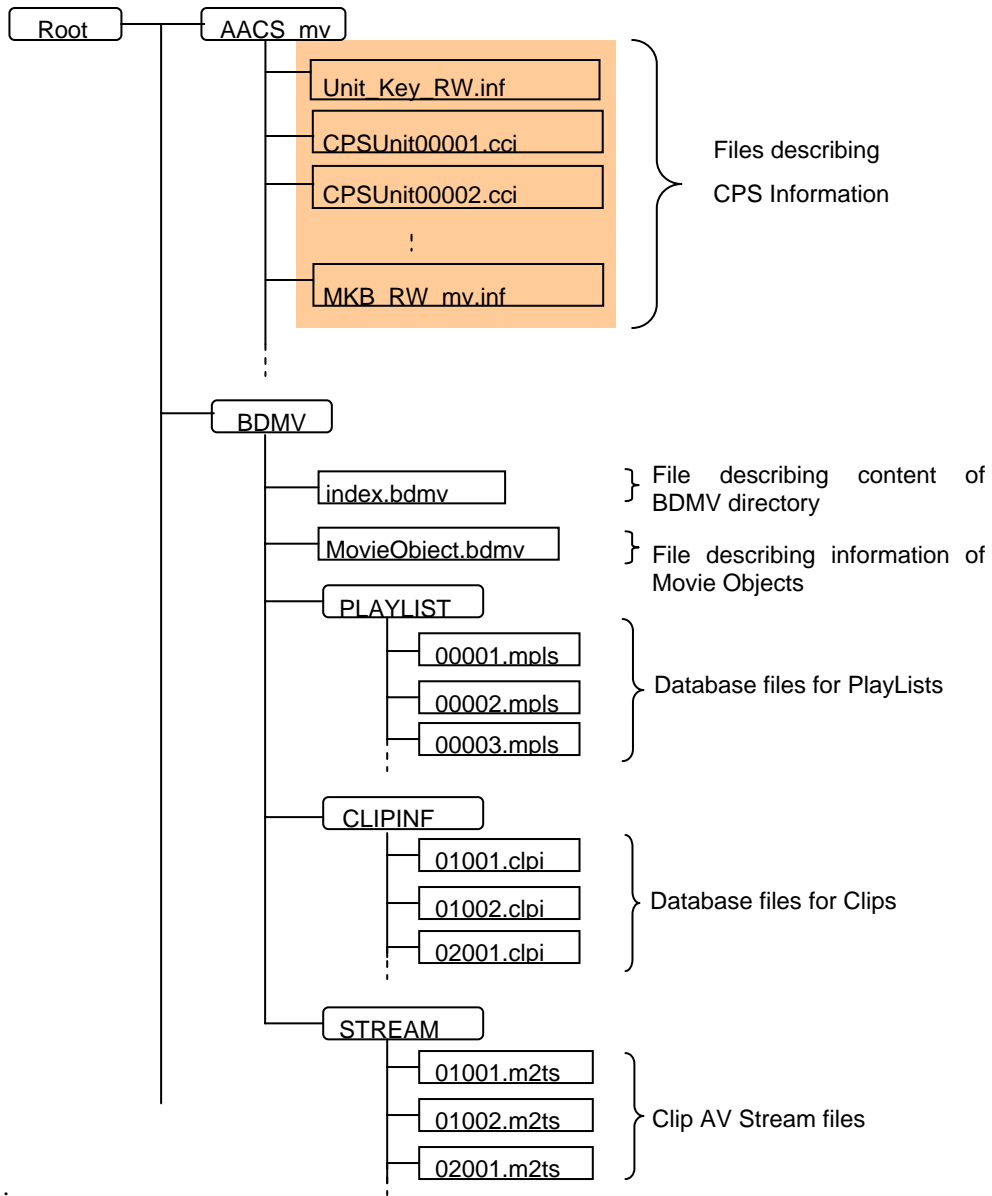 Root
AACS_mv
Unit_Key_RW.inf
CPSUnit00001.cci
CPSUnit00002.cci
MKB_RW_mv.inf
Files describing
CPS Information
BDMV
index.bdmv
File describing content of
BDMV directory
MovieObject.bdmv
File describing information of
Movie Objects
PLAYLIST
00001.mpls
00002.mpls
00003.mpls
Database files for PlayLists
CLIPINF
01001.clpi
01002.clpi
02001.clpi
Database files for Clips
STREAM
01001.m2ts
01002.m2ts
02001.m2ts
Clip AV Stream files
.